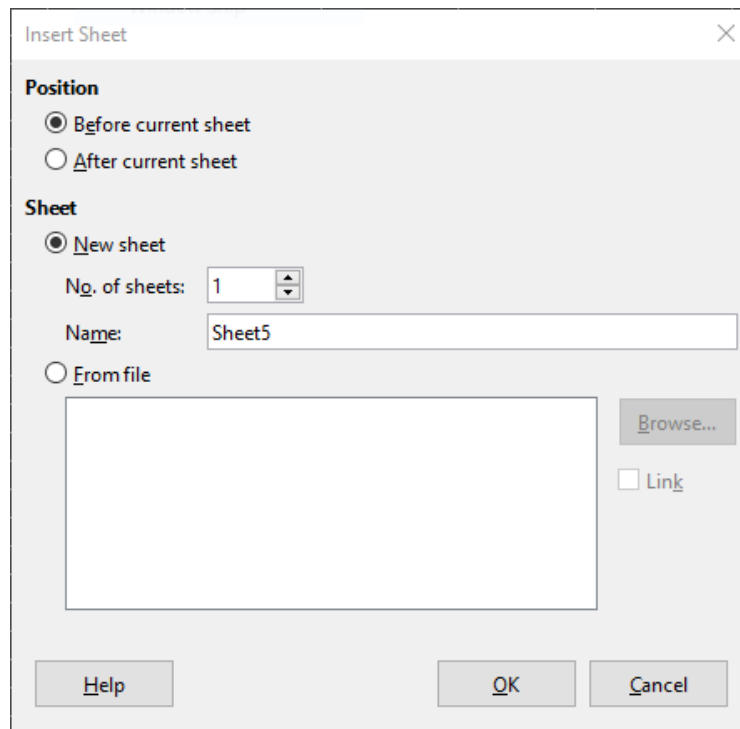 Insert Sheet
Position
Before current sheet
After current sheet
Sheet
New sheet
No. of sheets: 1
Name: Sheet5
From file
Browse...
Link
Help OK Cancel